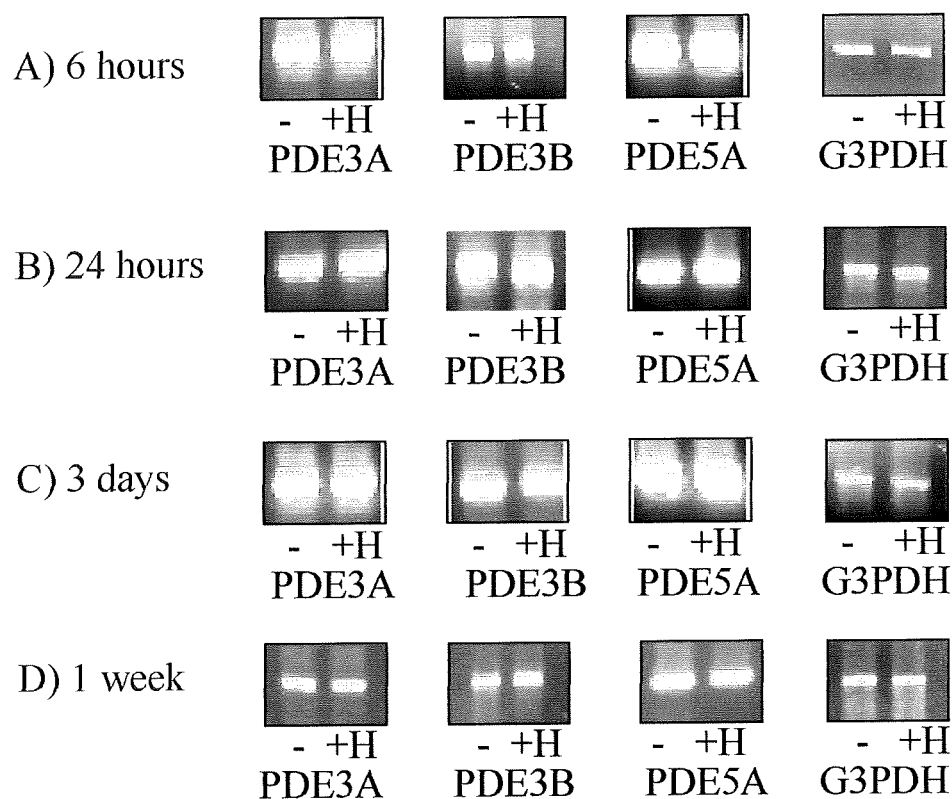 A) 6 hours
- +H - +H - +H - +H
PDE3A PDE3B PDE5A G3PDH
B) 24 hours
- +H - +H - +H - +H
PDE3A PDE3B PDE5A G3PDH
C) 3 days
- +H - +H - +H - +H
PDE3A PDE3B PDE5A G3PDH
D) 1 week
- +H - +H - +H - +H
PDE3A PDE3B PDE5A G3PDH